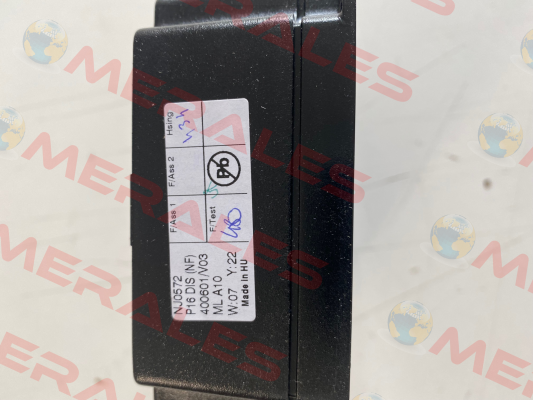 NJ0572
P16 DIS (NF)
400601/V03
ML A10
W:07 Y:22
Made in HU
F/Ass 1
F/Ass 2
Hsing
F/Test
Pb
MERALES
MERALES
MERALES
MERALES
MERALES